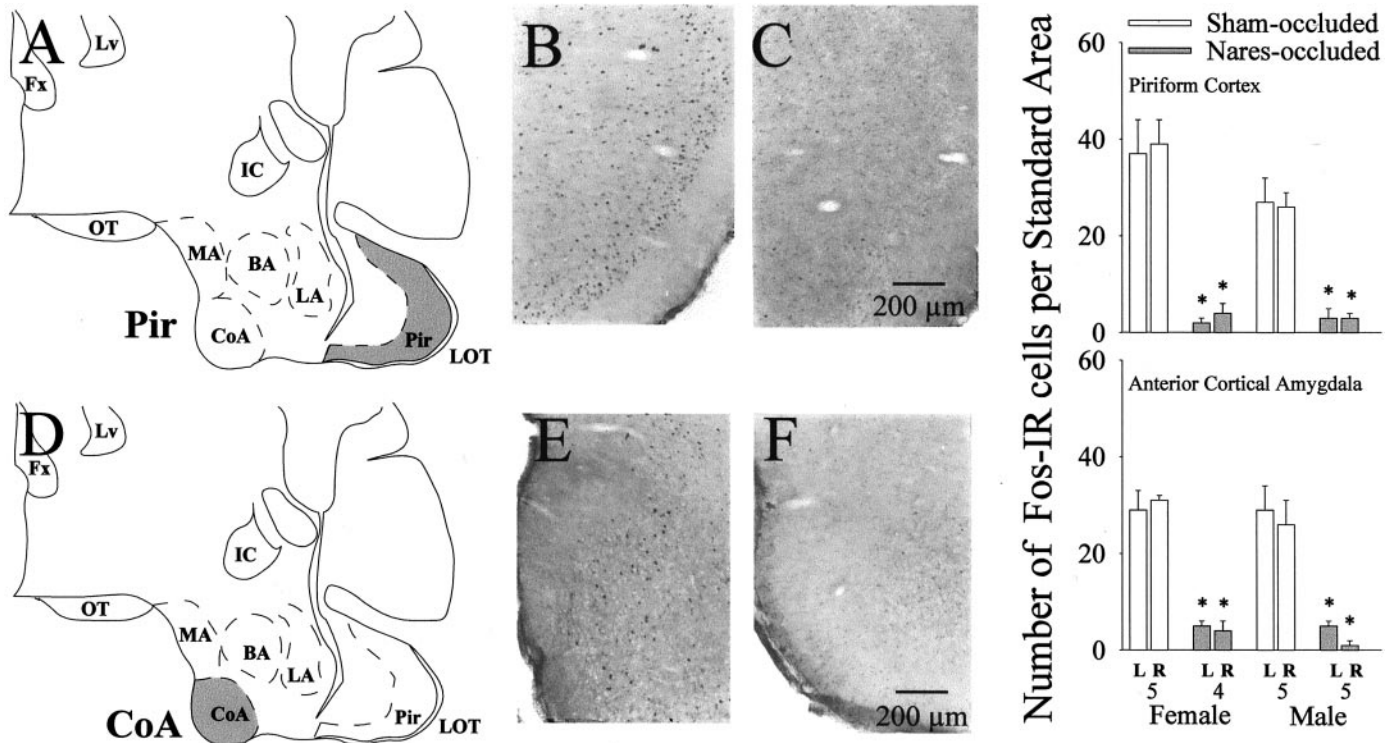 A
Lv
Fx
IC
OT
MA
BA
LA
Pir
CoA
Pir
LOT
B
C
200 µm
D
Lv
Fx
IC
OT
MA
BA
LA
CoA
CoA
Pir
LOT
E
F
200 µm
Number of Fos-IR cells per Standard Area
Sham-occluded
Nares-occluded
60
Piriform Cortex
40
20
* * * *
0
60
Anterior Cortical Amygdala
40
20
* * * *
0
L R L R L R L R
5 4 5 5
Female Male